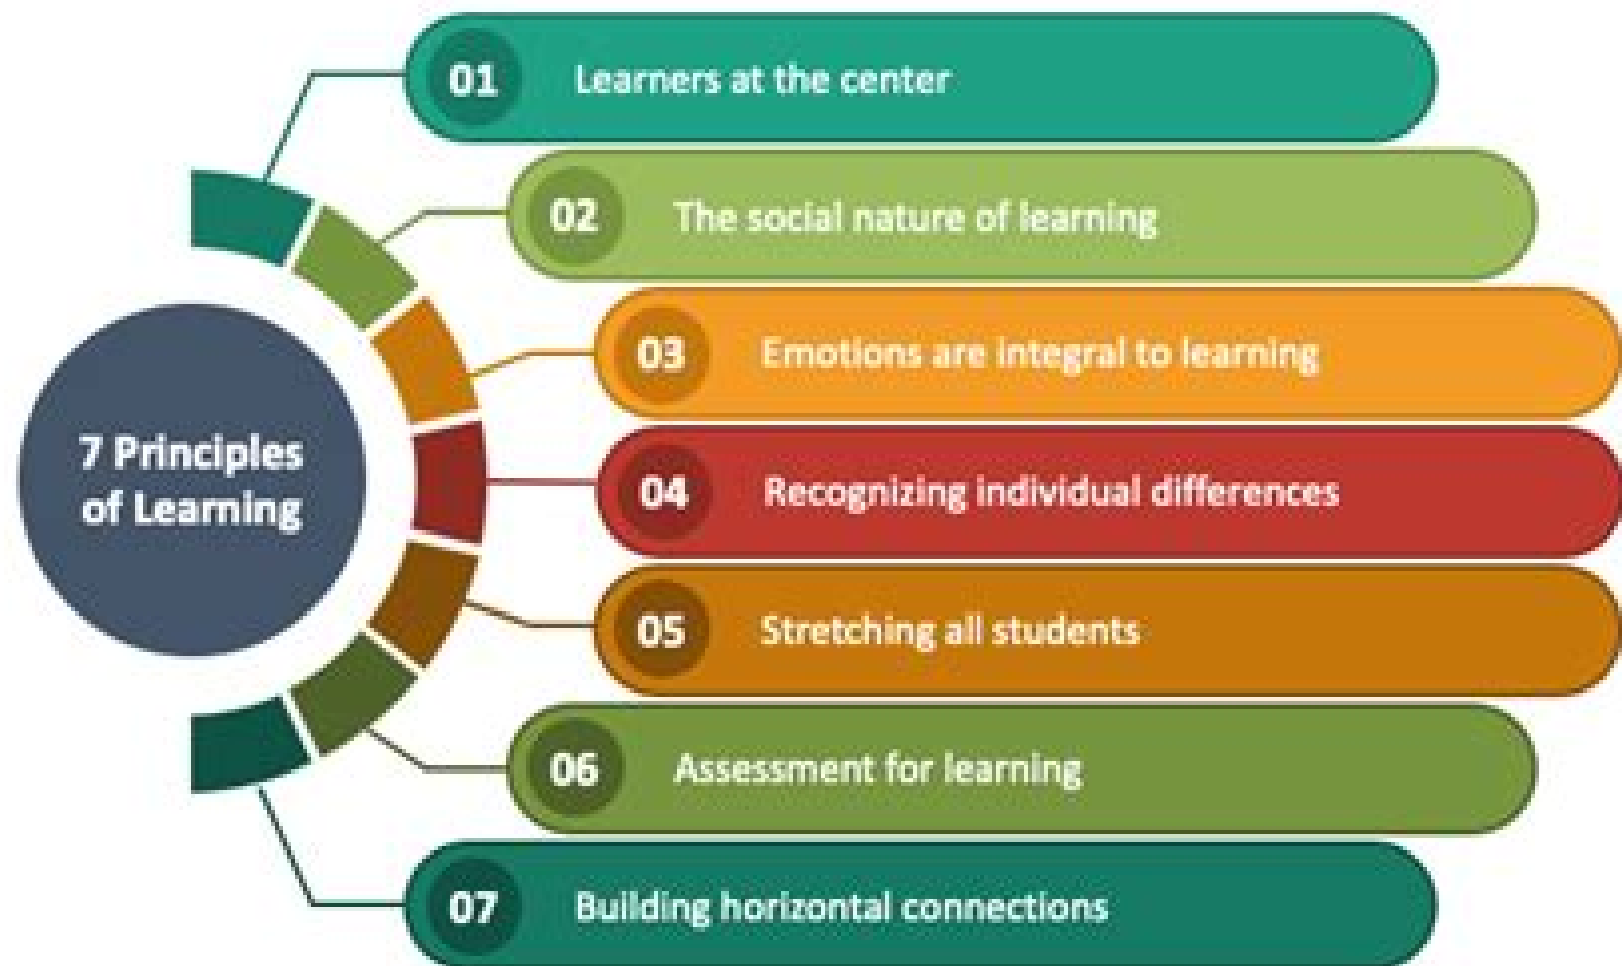 7 Principles
of Learning
01 Learners at the center
02 The social nature of learning
03 Emotions are integral to learning
04 Recognizing individual differences
05 Stretching all students
06 Assessment for learning
07 Building horizontal connections